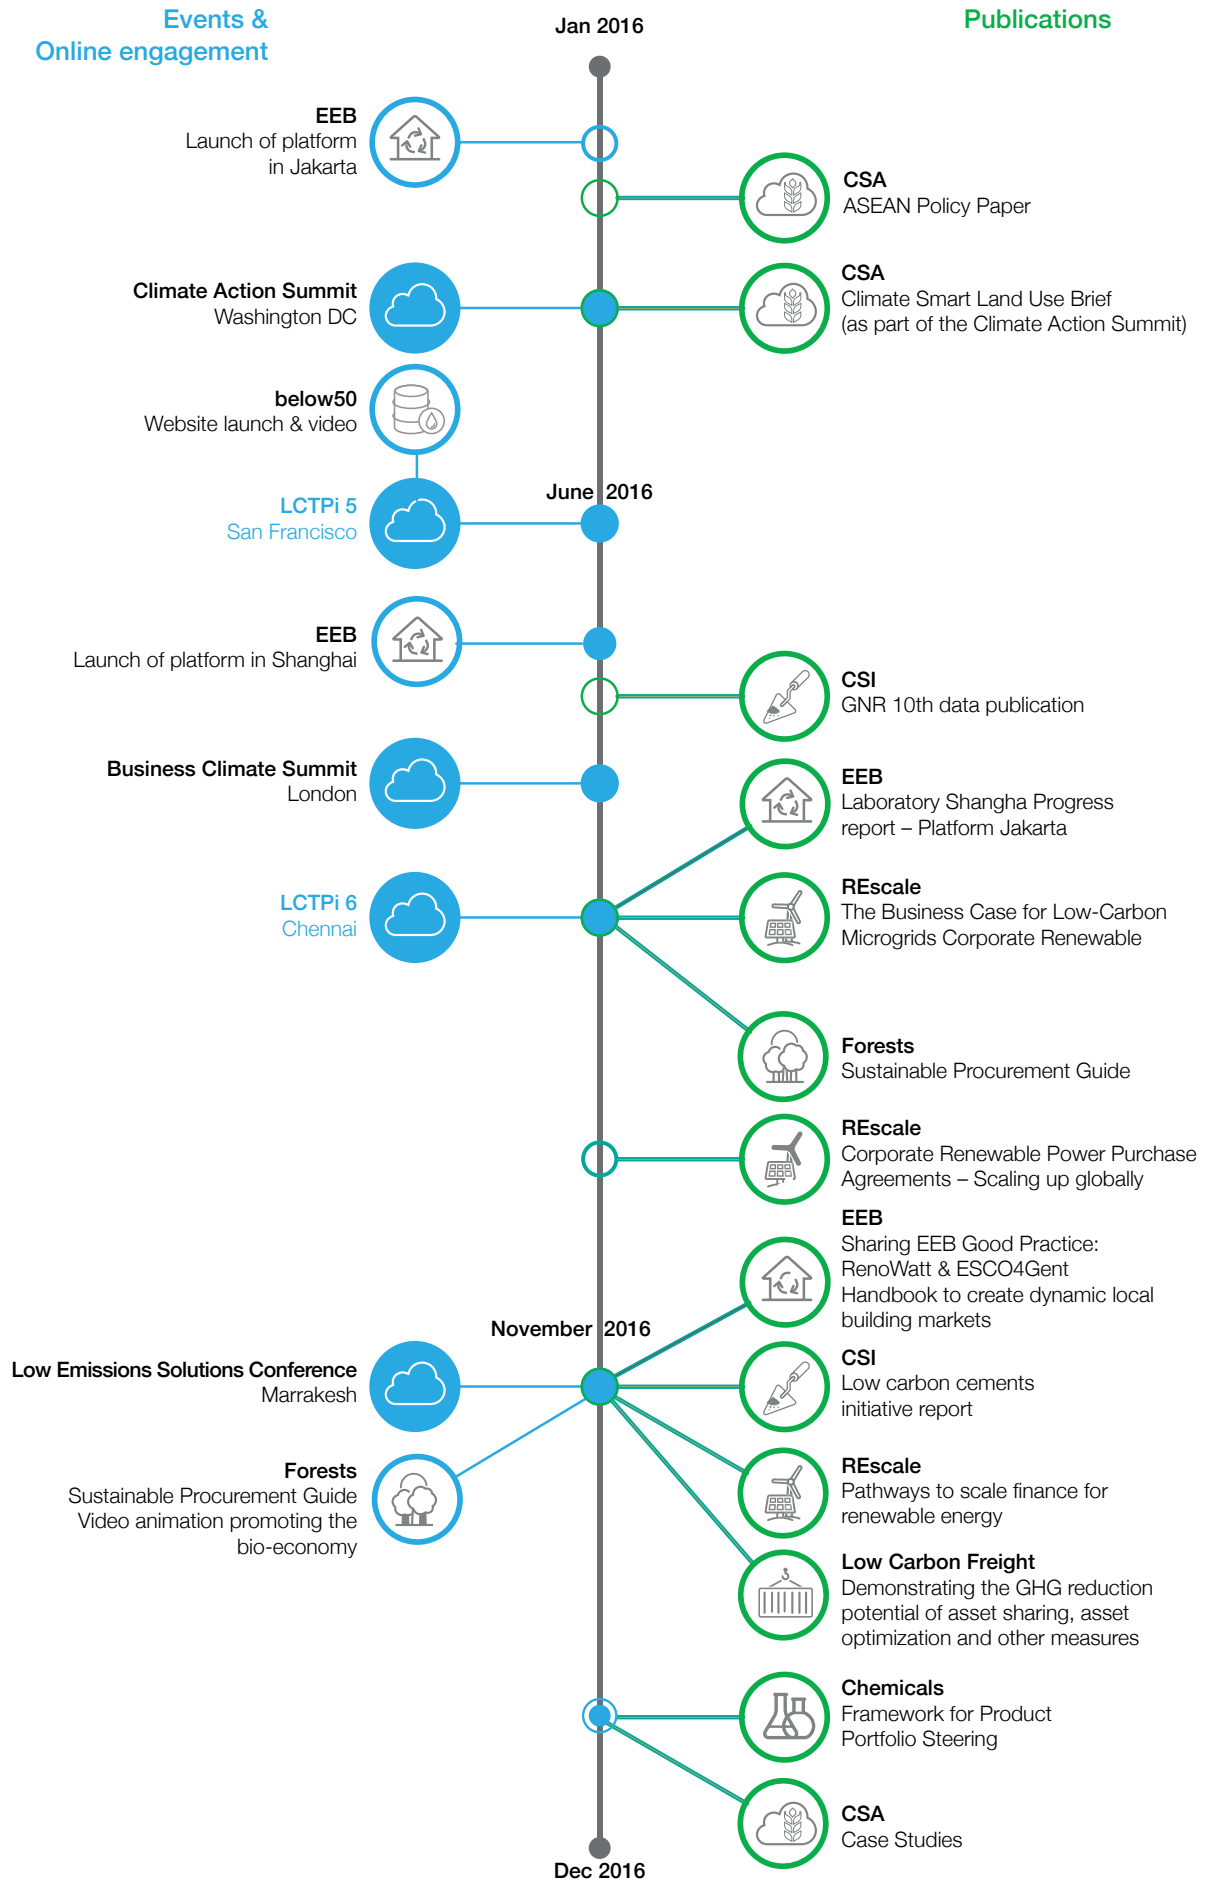 Events &
Online engagement
Jan 2016
Publications
EEB
Launch of platform
in Jakarta
CSA
ASEAN Policy Paper
Climate Action Summit
Washington DC
CSA
Climate Smart Land Use Brief
(as part of the Climate Action Summit)
below50
Website launch & video
June 2016
LCTPi 5
San Francisco
EEB
Launch of platform in Shanghai
CSI
GNR 10th data publication
Business Climate Summit
London
EEB
Laboratory Shangha Progress
report – Platform Jakarta
LCTPi 6
Chennai
REscale
The Business Case for Low-Carbon
Microgrids Corporate Renewable
Forests
Sustainable Procurement Guide
REscale
Corporate Renewable Power Purchase
Agreements – Scaling up globally
EEB
Sharing EEB Good Practice:
RenoWatt & ESCO4Gent
Handbook to create dynamic local
building markets
November 2016
Low Emissions Solutions Conference
Marrakesh
CSI
Low carbon cements
initiative report
Forests
Sustainable Procurement Guide
Video animation promoting the
bio-economy
REscale
Pathways to scale finance for
renewable energy
Low Carbon Freight
Demonstrating the GHG reduction
potential of asset sharing, asset
optimization and other measures
Chemicals
Framework for Product
Portfolio Steering
CSA
Case Studies
Dec 2016